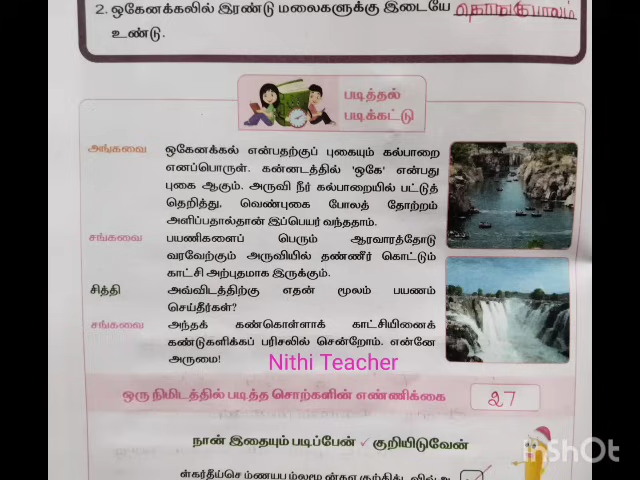 2. ஒகேனக்கலில் இரண்டு மலைகளுக்கு இடையே தொங்குபாலம்
உண்டு.
படித்தல்
படிக்கட்டு
அங்கவை ஒகேனக்கல் என்பதற்குப் புகையும் கல்பாறை
எனப்பொருள். கன்னடத்தில் 'ஒகே' என்பது
புகை ஆகும். அருவி நீர் கல்பாறையில் பட்டுத்
தெறித்து, வெண்புகை போலத் தோற்றம்
அளிப்பதால்தான் இப்பெயர் வந்ததாம்.
சங்கவை பயணிகளைப் பெரும் ஆரவாரத்தோடு
வரவேற்கும் அருவியில் தண்ணீர் கொட்டும்
காட்சி அற்புதமாக இருக்கும்.
சித்தி அவ்விடத்திற்கு எதன் மூலம் பயணம்
செய்தீர்கள்?
சங்கவை அந்தக் கண்கொள்ளாக் காட்சியினைக்
கண்டுகளிக்கப் பரிசலில் சென்றோம். என்னே
அருமை!
Nithi Teacher
ஒரு நிமிடத்தில் படித்த சொற்களின் எண்ணிக்கை 27
நான் இதையும் படிப்பேன் ✓ குறியிடுவேன்
InShOt